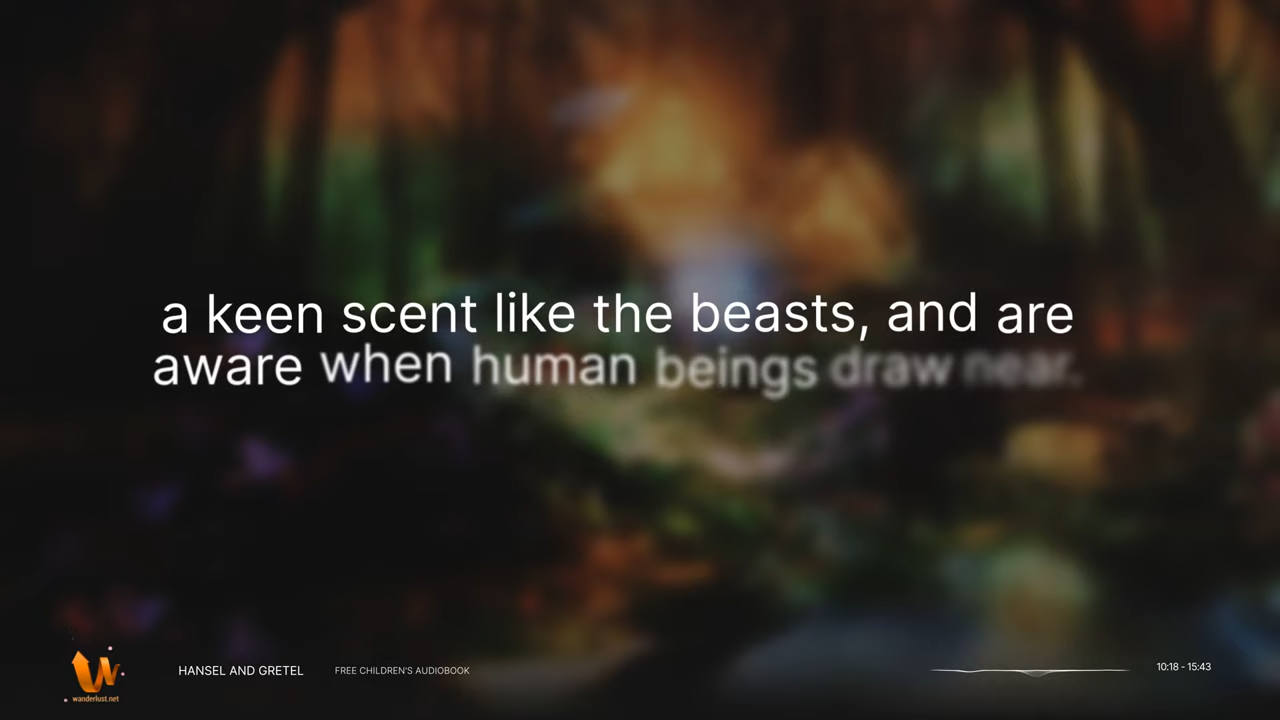 a keen scent like the beasts, and are
aware when human beings draw near.
wanderlust.net
HANSEL AND GRETEL
FREE CHILDREN'S AUDIOBOOK
10:18 - 15:43